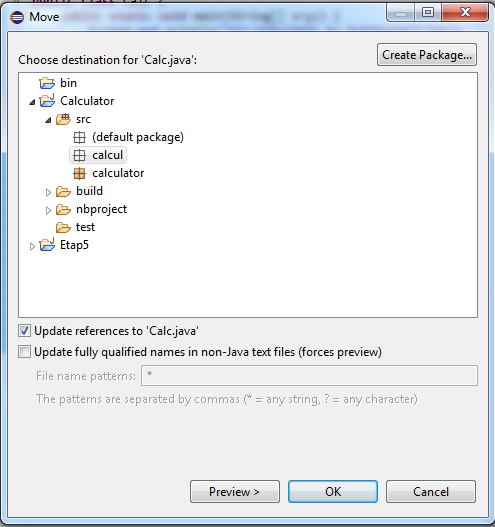 Move
Choose destination for 'Calc.java':
Create Package...
bin
Calculator
src
(default package)
calcul
calculator
build
nbproject
test
Etap5
Update references to 'Calc.java'
Update fully qualified names in non-Java text files (forces preview)
File name patterns: *
The patterns are separated by commas (* = any string, ? = any character)
Preview > OK Cancel